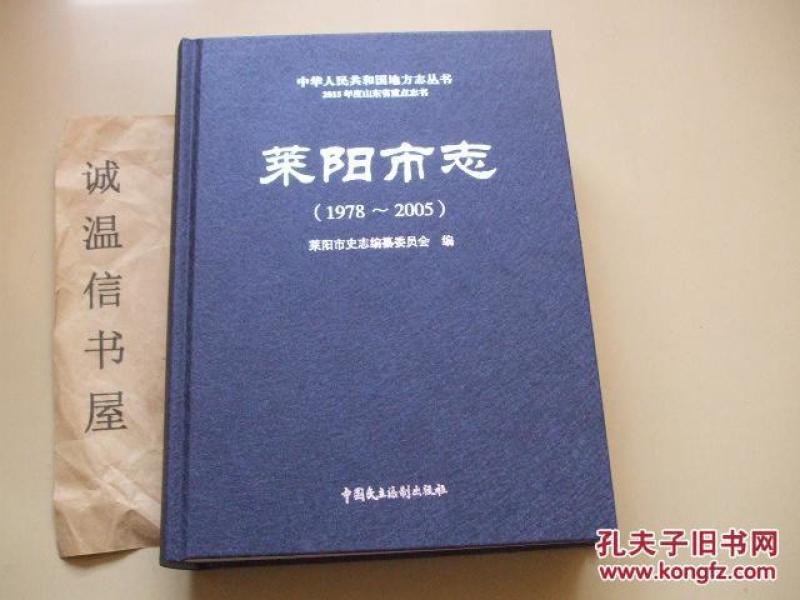 中华人民共和国地方志丛书
2015年度山东省重点志书
莱阳市志
(1978～2005)
莱阳市史志编纂委员会 编
中国民主法制出版社
诚温信书屋
孔夫子旧书网
www.kongfz.com